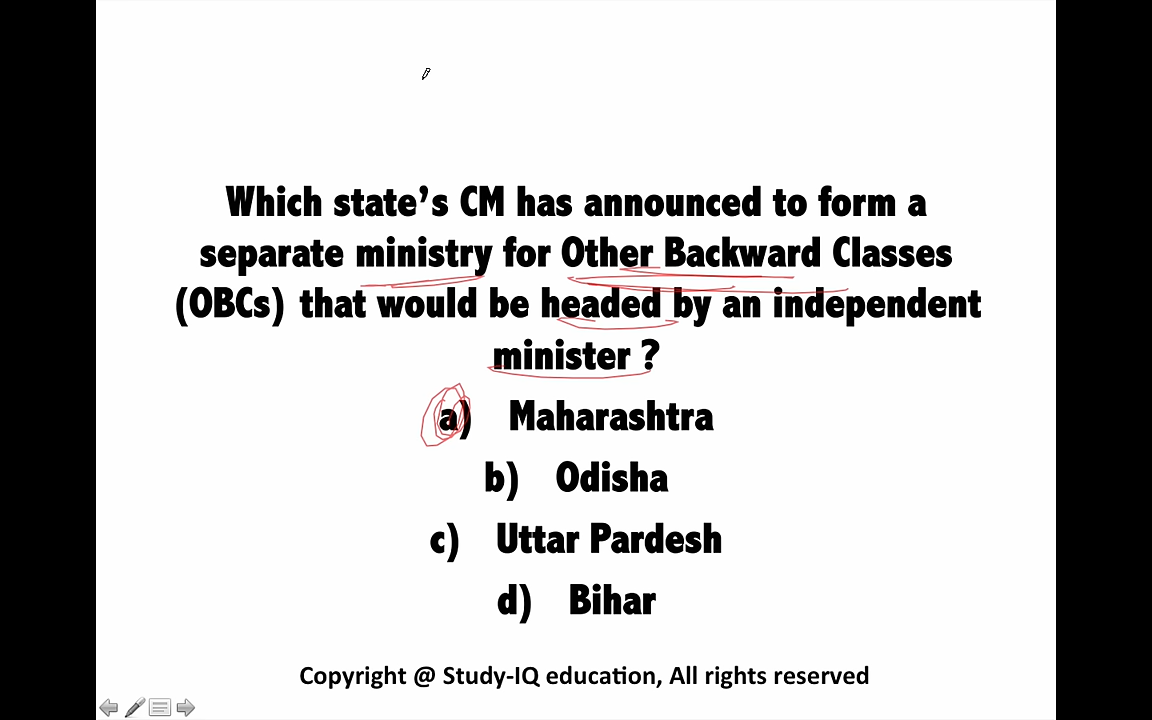 Which state’s CM has announced to form a
separate ministry for Other Backward Classes
(OBCs) that would be headed by an independent
minister ?
a) Maharashtra
b) Odisha
c) Uttar Pardesh
d) Bihar
Copyright @ Study-IQ education, All rights reserved